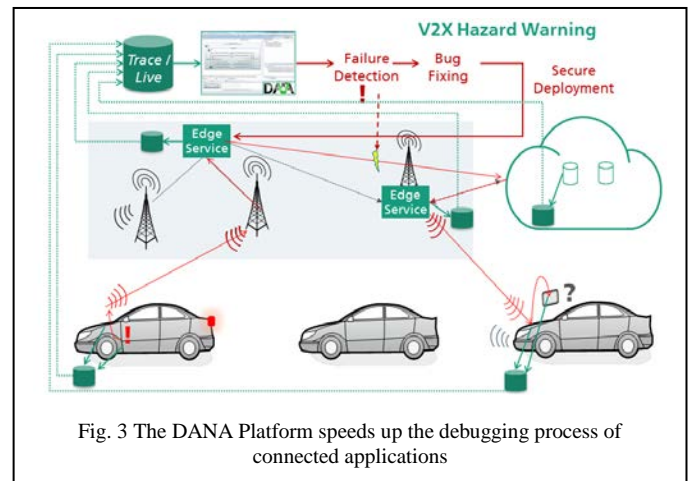 V2X Hazard Warning
Trace /
Live
DANA
Failure
Detection
!
Bug
Fixing
Secure
Deployment
Edge
Service
Edge
Service
!
?
Fig. 3 The DANA Platform speeds up the debugging process of
connected applications